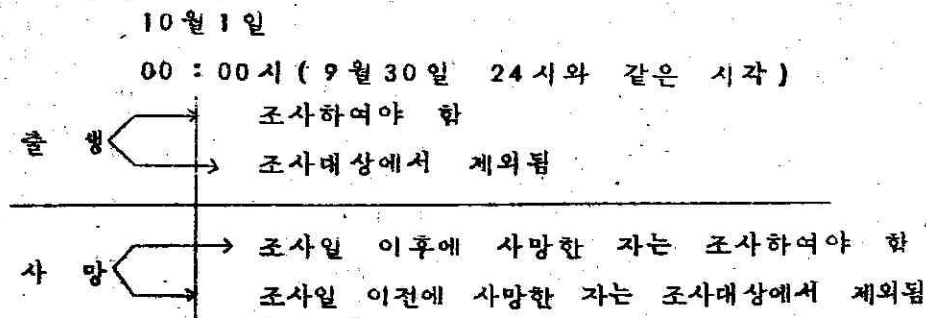 10월 1일
00 : 00시 ( 9월 30일 24시와 같은 시각 )
조사하여야 함
출 생
조사대상에서 제외됨
조사일 이후에 사망한 자는 조사하여야 함
사 망
조사일 이전에 사망한 자는 조사대상에서 제외됨